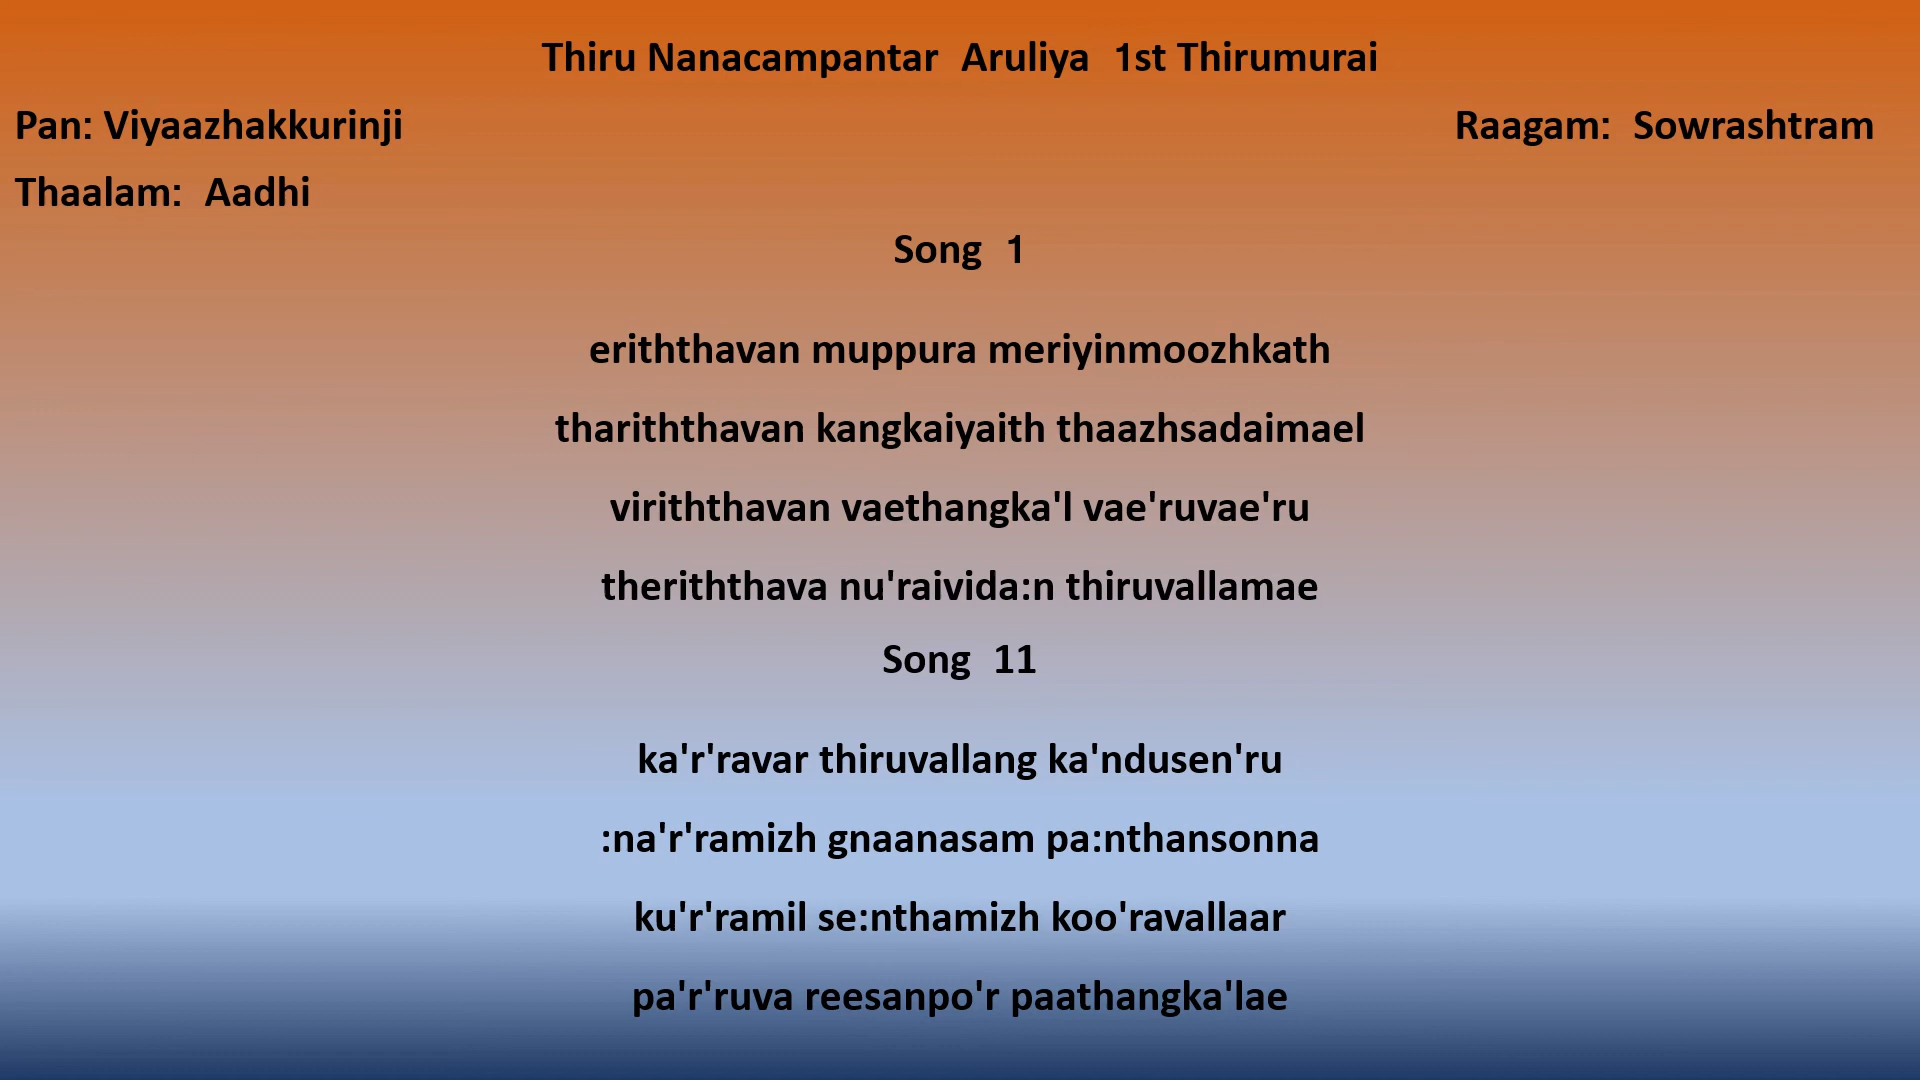 Thiru Nanacampantar Aruliya 1st Thirumurai
Pan: Viyaazhakkurinji
Raagam: Sowrashtram
Thaalam: Aadhi
Song 1
eriththavan muppura meriyinmoozhkath
thariththavan kangkaiyaith thaazhsadaimael
viriththavan vaethangka'l vae'ruvae'ru
theriththava nu'raivida:n thiruvallamae
Song 11
ka'r'ravar thiruvallang ka'ndusen'ru
:na'r'ramizh gnaanasam pa:nthansonna
ku'r'ramil se:nthamizh koo'ravallaar
pa'r'ruva reesanpo'r paathangka'lae